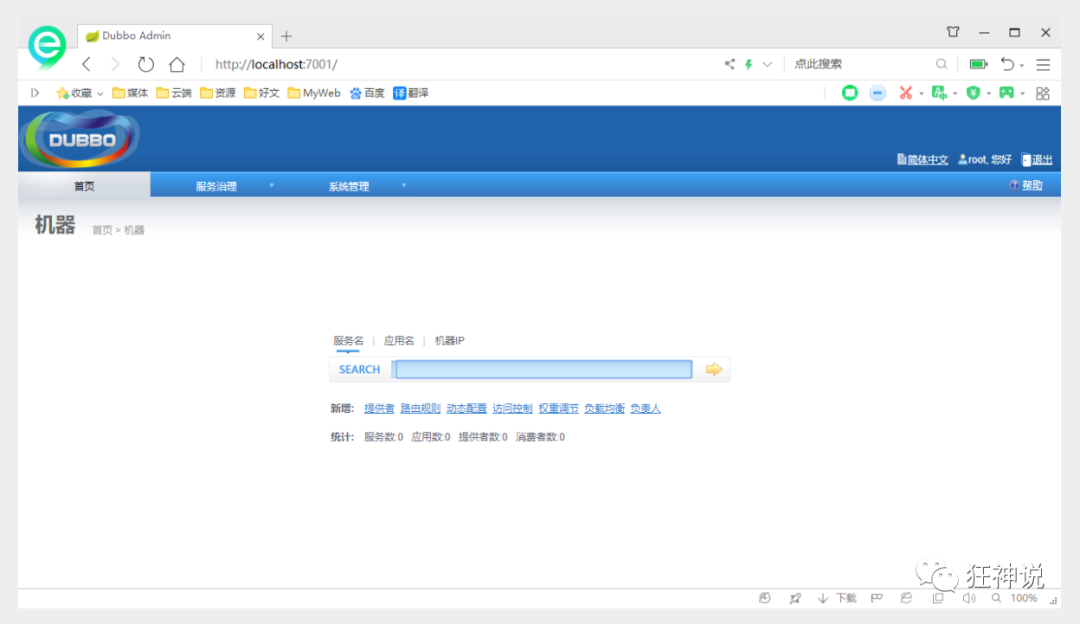 Dubbo Admin
http://localhost:7001/ 点此搜索
收藏 媒体 云端 资源 好文 MyWeb 百度 译 翻译
DUBBO
简体中文 root, 您好 退出
首页 服务治理 系统管理 帮助
机器 首页 > 机器
服务名 | 应用名 | 机器IP
SEARCH
新增: 提供者 路由规则 动态配置 访问控制 权重调节 负载均衡 负责人
统计: 服务数:0 应用数:0 提供者数:0 消费者数:0
狂神说
下载 100%